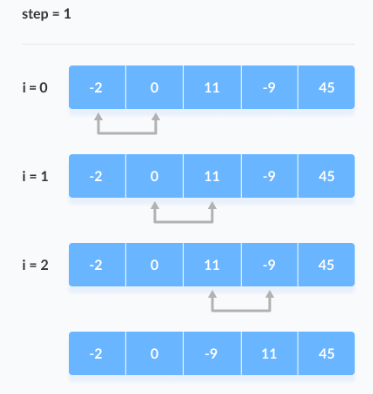 step = 1
i = 0 -2 0 11 -9 45
i = 1 -2 0 11 -9 45
i = 2 -2 0 11 -9 45
-2 0 -9 11 45